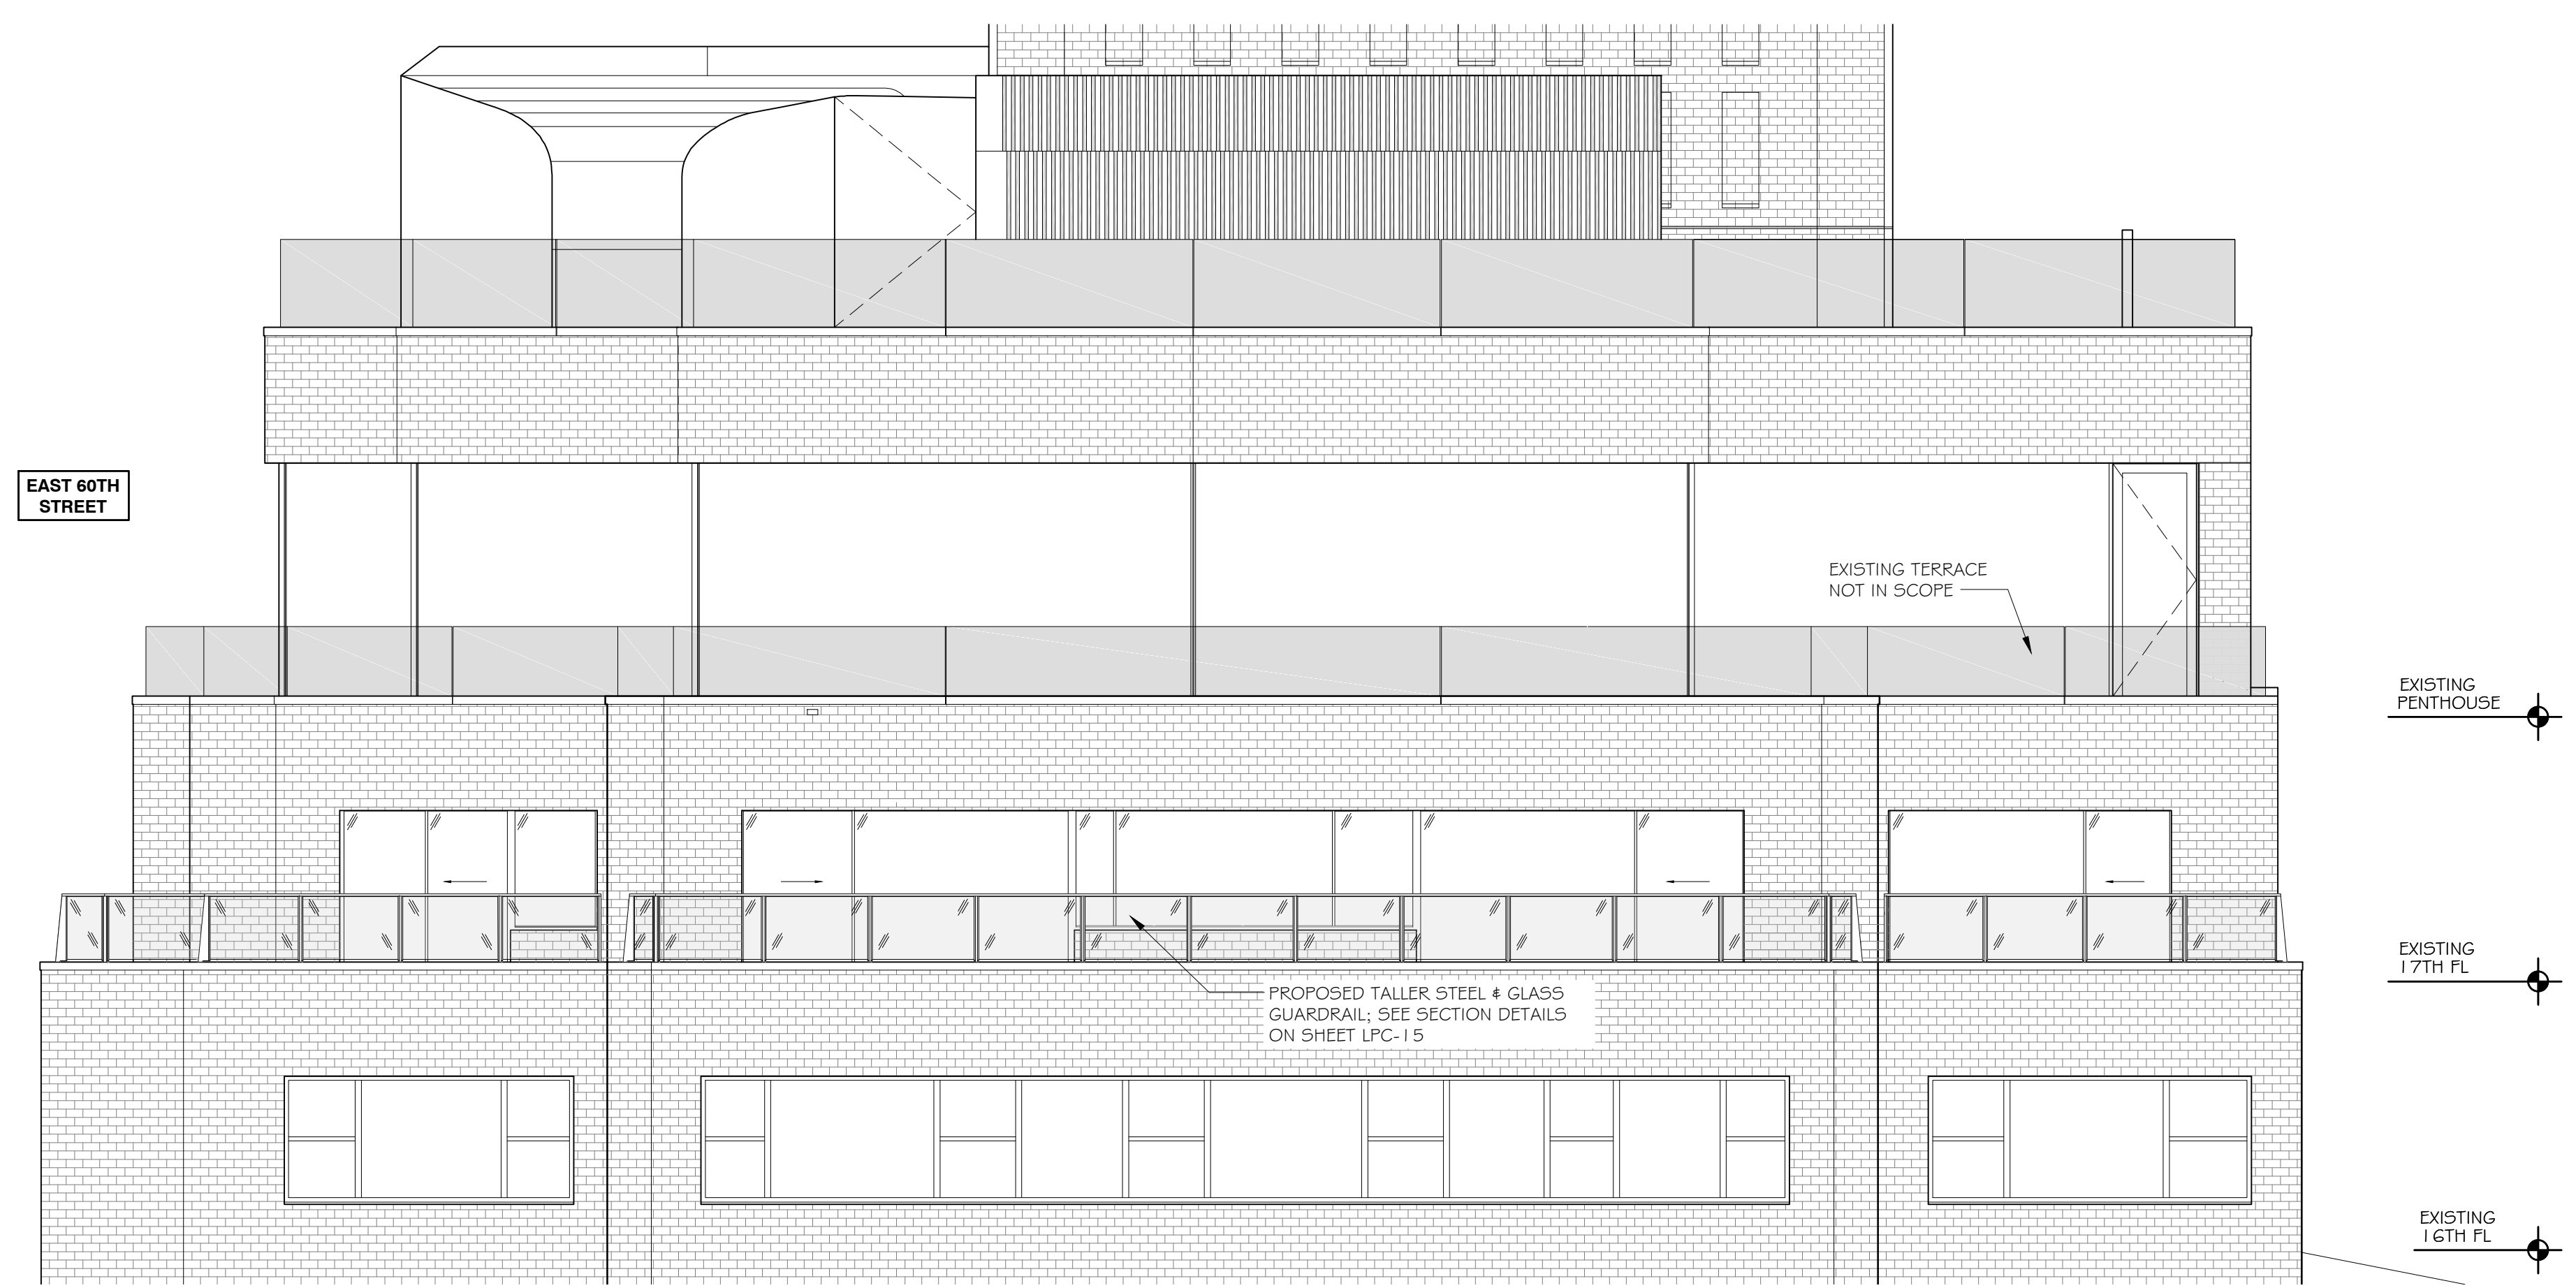 EAST 60TH
STREET
EXISTING TERRACE
NOT IN SCOPE
EXISTING
PENTHOUSE
EXISTING
17TH FL
PROPOSED TALLER STEEL & GLASS
GUARDRAIL; SEE SECTION DETAILS
ON SHEET LPC-15
EXISTING
16TH FL